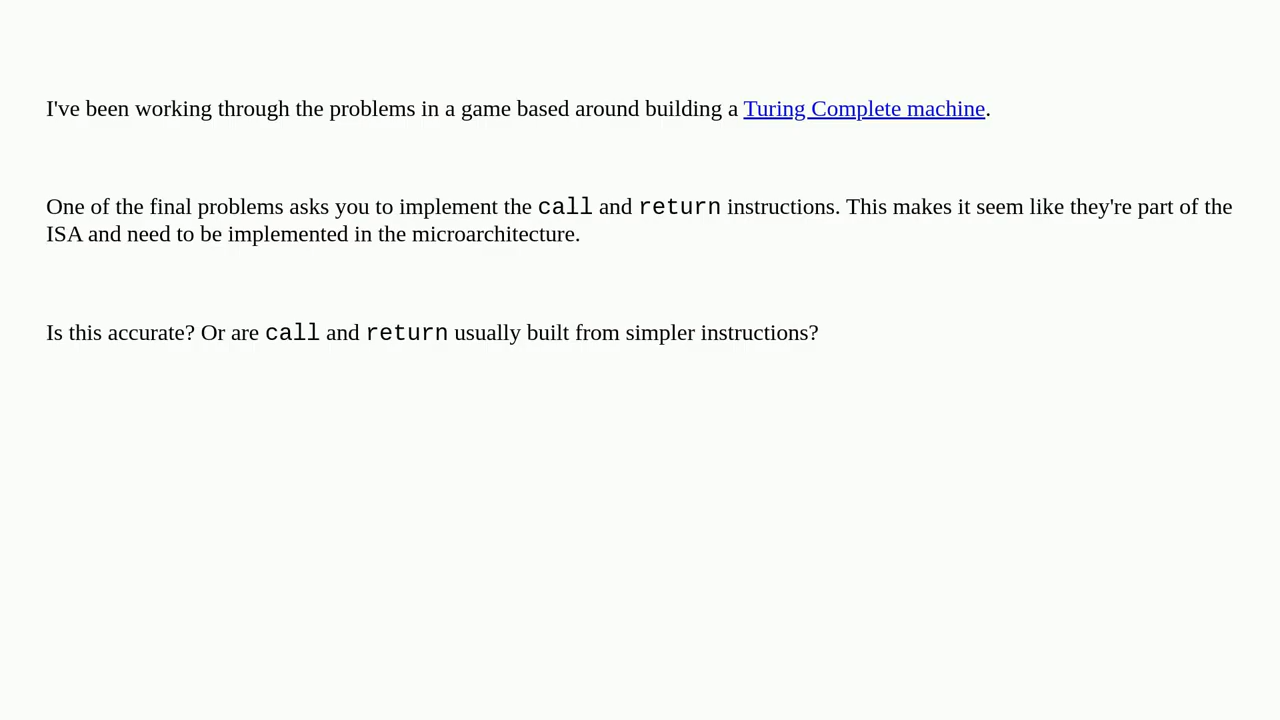 I've been working through the problems in a game based around building a Turing Complete machine.
One of the final problems asks you to implement the call and return instructions. This makes it seem like they're part of the
ISA and need to be implemented in the microarchitecture.
Is this accurate? Or are call and return usually built from simpler instructions?